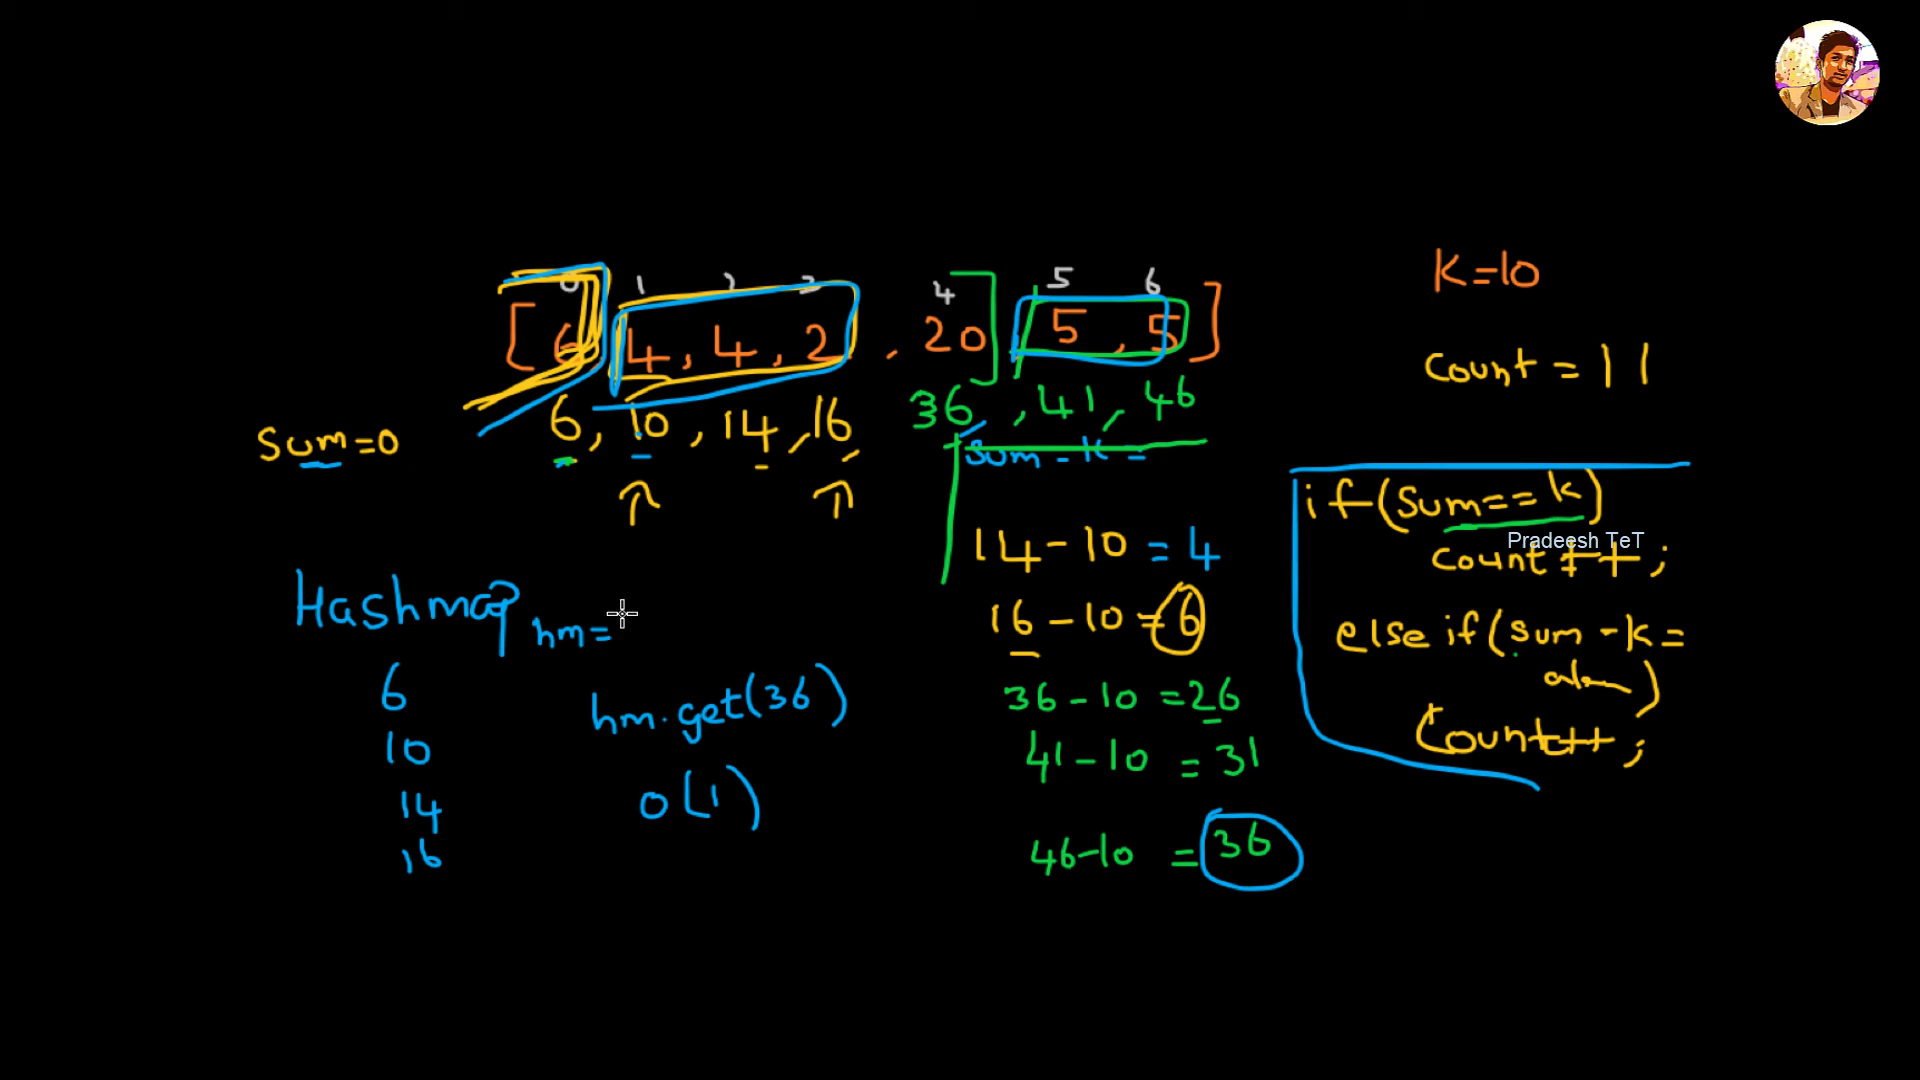 K=10
0 1 2 3 4 5 6
[6 4, 4, 2, 20 5, 5]
count = 11
6, 10, 14, 16, 36, 41, 46
sum=0
sum - k =
if(sum==k)
Pradeesh TeT
count++;
14-10 = 4
Hashmap hm=
16-10 = 6
else if(sum-k=
)
6
hm.get(36)
36-10 = 26
count++;
10
41-10 = 31
14
o(1)
16
46-10 = 36